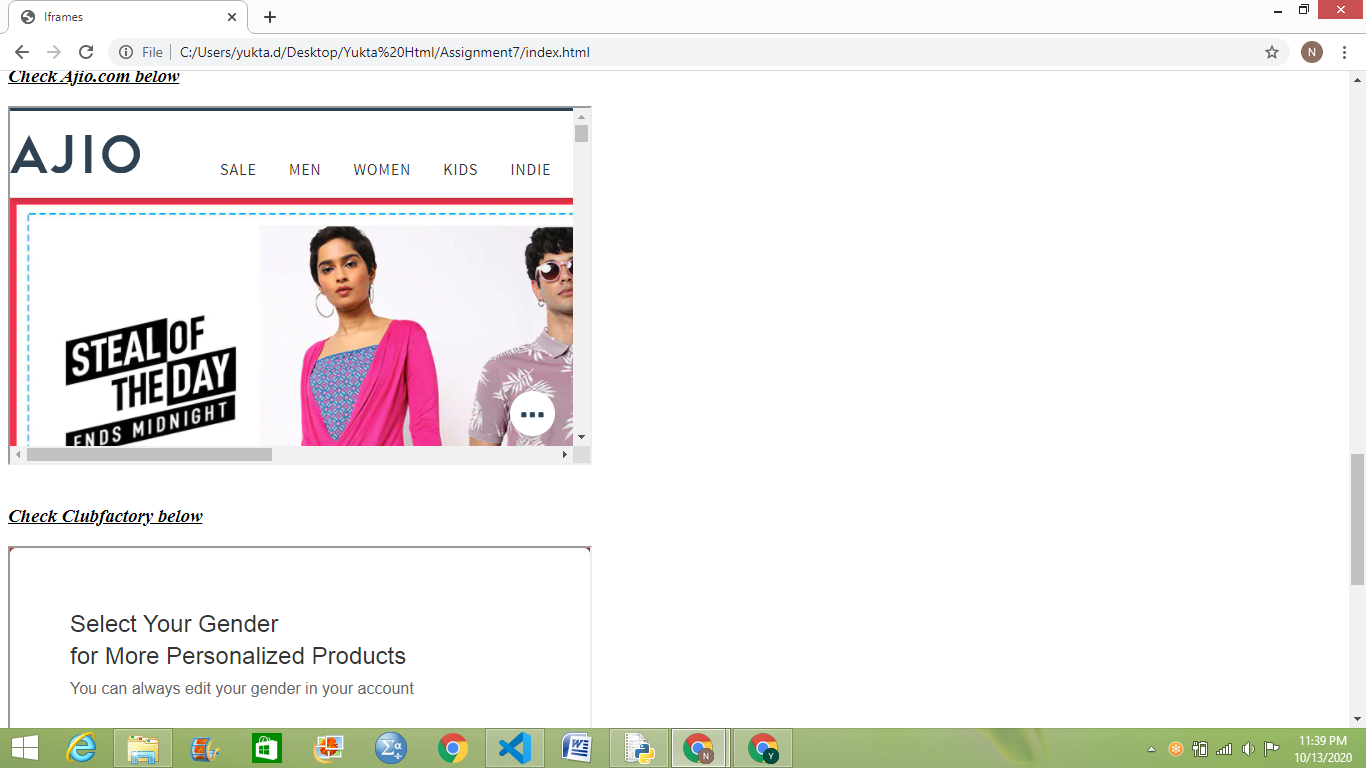 Iframes
File
C:/Users/yukta.d/Desktop/Yukta%20Html/Assignment7/index.html
N
Check Ajio.com below
AJIO
SALE MEN WOMEN KIDS INDIE
STEAL OF
THE DAY
ENDS MIDNIGHT
Check Clubfactory below
Select Your Gender
for More Personalized Products
You can always edit your gender in your account
Σα
W
N
Y
11:39 PM
10/13/2020